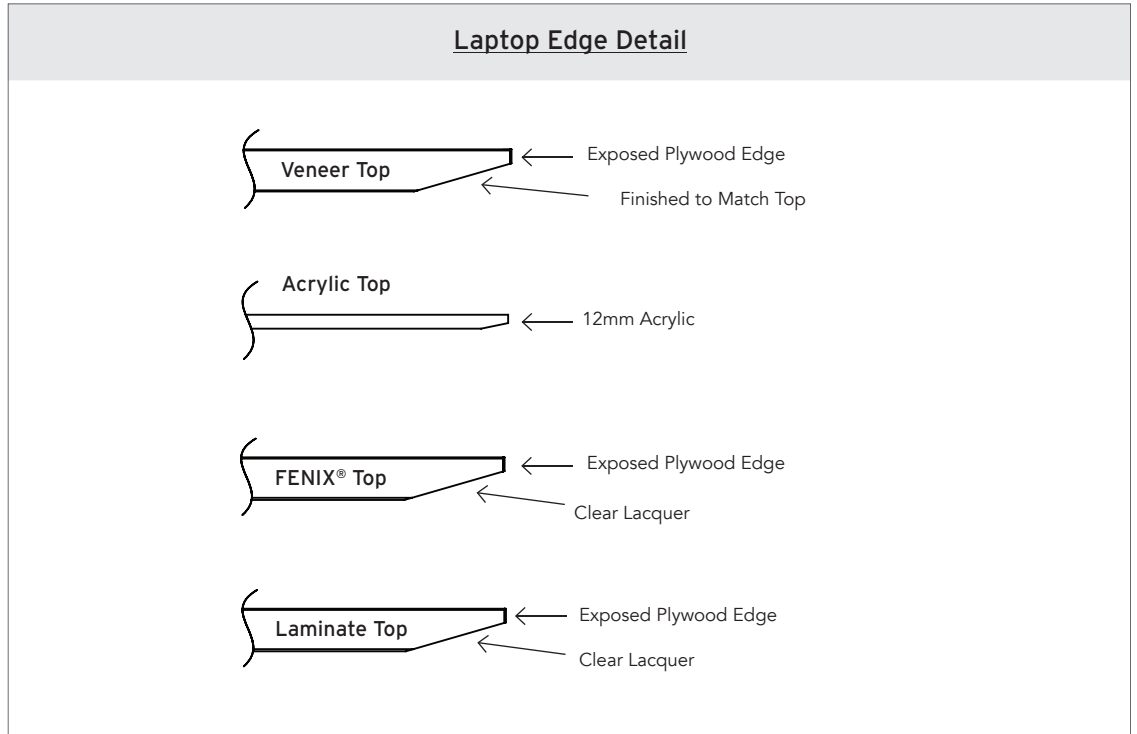 Laptop Edge Detail
Veneer Top
Exposed Plywood Edge
Finished to Match Top
Acrylic Top
12mm Acrylic
FENIX® Top
Exposed Plywood Edge
Clear Lacquer
Laminate Top
Exposed Plywood Edge
Clear Lacquer